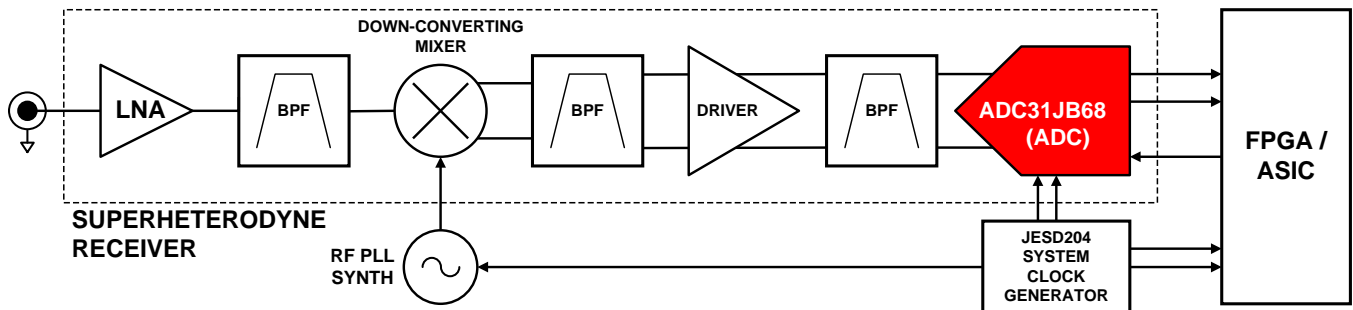 DOWN-CONVERTING
MIXER
LNA
BPF
BPF
DRIVER
BPF
ADC31JB68
(ADC)
FPGA /
ASIC
SUPERHETERODYNE
RECEIVER
RF PLL
SYNTH
JESD204
SYSTEM
CLOCK
GENERATOR